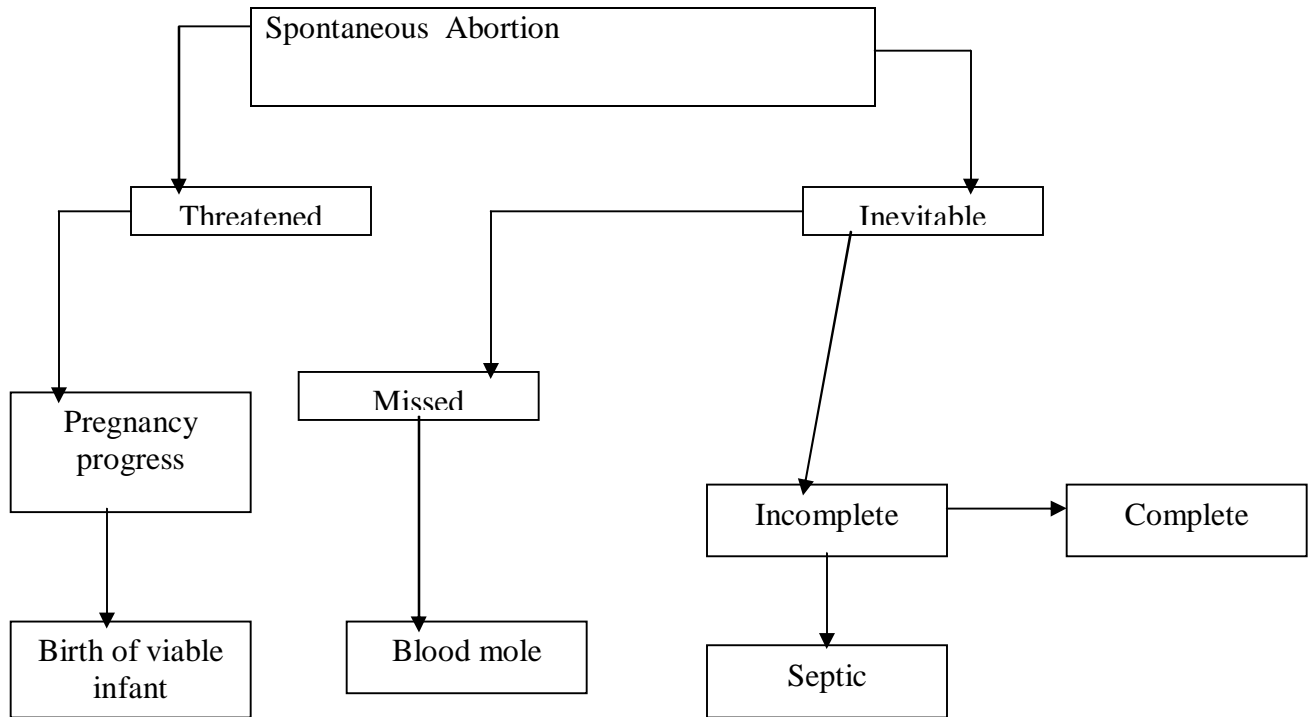 Spontaneous Abortion
Threatened
Inevitable
Missed
Pregnancy
progress
Incomplete
Complete
Birth of viable
infant
Blood mole
Septic